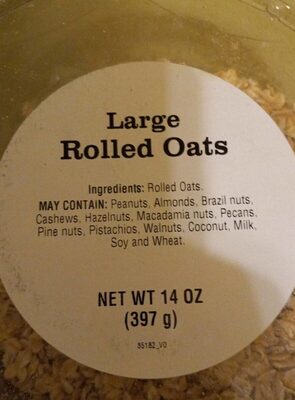 Large
Rolled Oats
Ingredients: Rolled Oats.
MAY CONTAIN: Peanuts, Almonds, Brazil nuts,
Cashews, Hazelnuts, Macadamia nuts, Pecans,
Pine nuts, Pistachios, Walnuts, Coconut, Milk,
Soy and Wheat.
NET WT 14 OZ
(397 g)
85182_V0